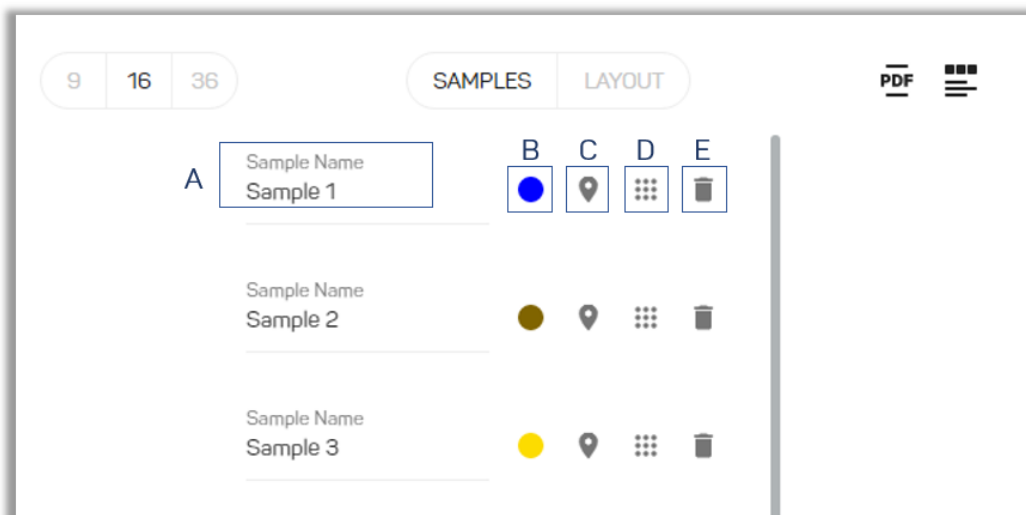 9 16 36 SAMPLES LAYOUT PDF
B C D E
A Sample Name
Sample 1
Sample Name
Sample 2
Sample Name
Sample 3